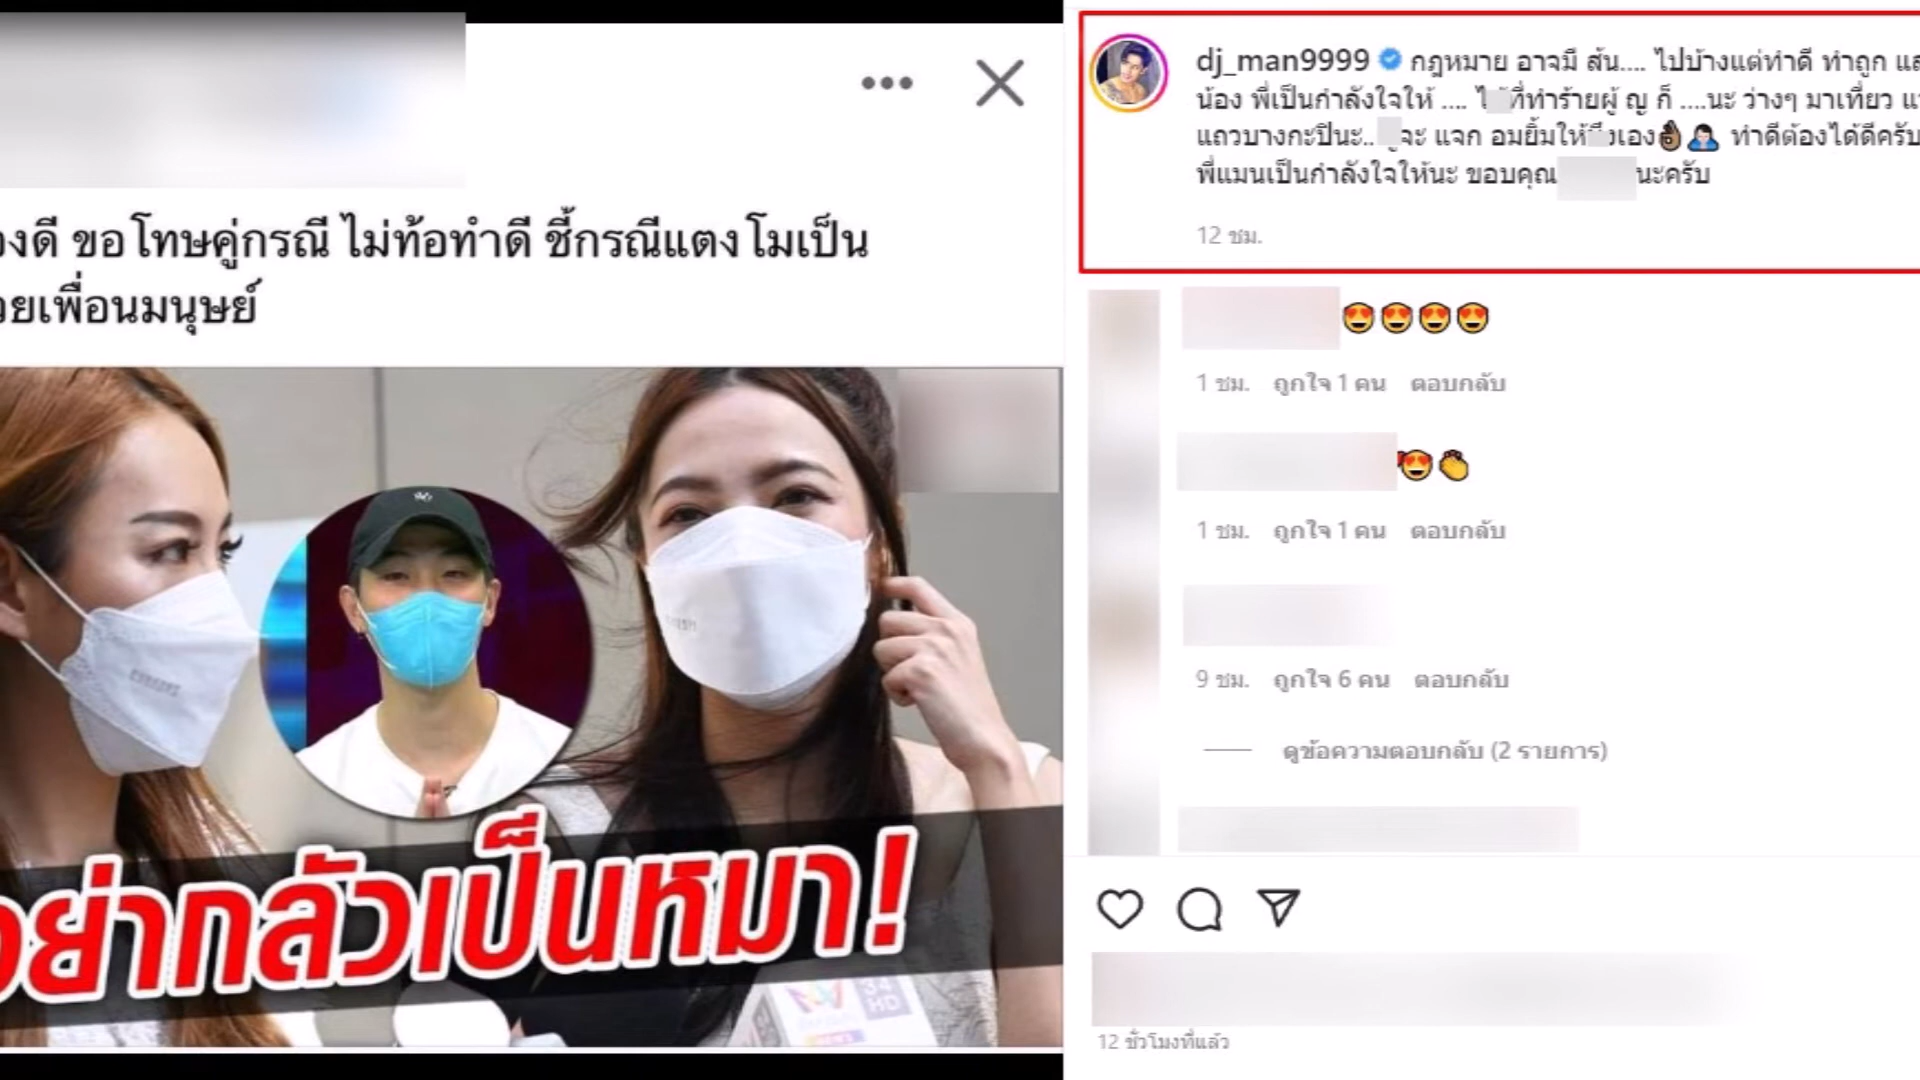 องดี ขอโทษคู่กรณี ไม่ท้อทำดี ชี้กรณีแตงโมเป็น
วยเพื่อนมนุษย์
อย่ากลัวเป็นหมา!
34
HD
dj_man9999 กฎหมาย อาจมี ส้น.... ไปบ้างแต่ทำดี ทำถูก แล
น้อง พี่เป็นกำลังใจให้ .... ที่ทำร้ายผู้ ญ ก็ ....นะ ว่างๆ มาเที่ยว แ
แถวบางกะปินะ.. จะ แจก อมยิ้มให้ เอง👌🏿🙇🏻‍♂️ ทำดีต้องได้ดีครับ
พี่แมนเป็นกำลังใจให้นะ ขอบคุณ นะครับ
12 ชม.
😍😍😍😍
1 ชม. ถูกใจ 1 คน ตอบกลับ
😍👏
1 ชม. ถูกใจ 1 คน ตอบกลับ
9 ชม. ถูกใจ 6 คน ตอบกลับ
ดูข้อความตอบกลับ (2 รายการ)
12 ชั่วโมงที่แล้ว